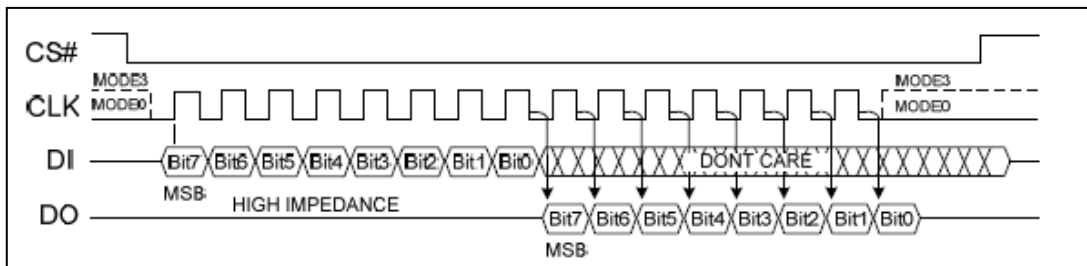 CS#
MODE3 MODE3
CLK MODE0 MODE0
DI Bit7 Bit6 Bit5 Bit4 Bit3 Bit2 Bit1 Bit0 DONT CARE
MSB
HIGH IMPEDANCE
DO Bit7 Bit6 Bit5 Bit4 Bit3 Bit2 Bit1 Bit0
MSB